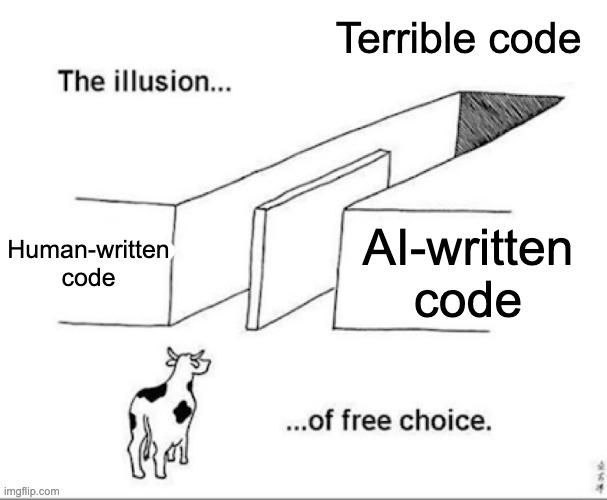 Terrible code
The illusion...
Human-written
code
AI-written
code
...of free choice.
imgflip.com